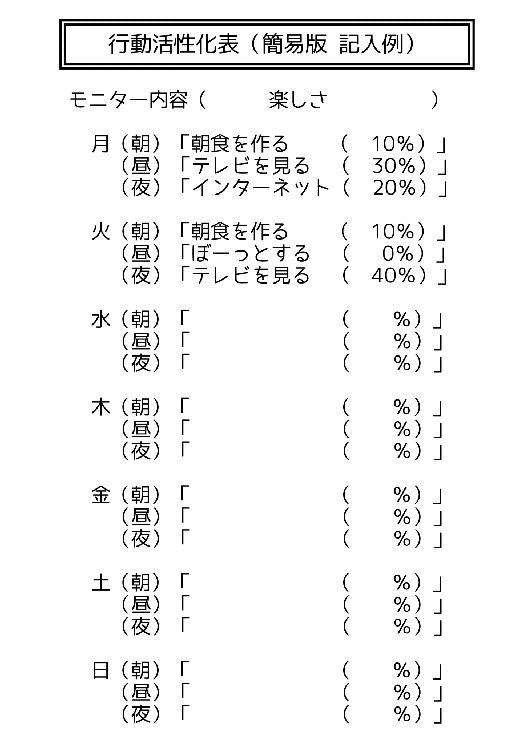 行動活性化表（簡易版 記入例）
モニター内容（　　　楽しさ　　　　　）
月（朝）「朝食を作る　　（　10%）」
（昼）「テレビを見る　（　30%）」
（夜）「インターネット（　20%）」
火（朝）「朝食を作る　　（　10%）」
（昼）「ぼーっとする　（　0%）」
（夜）「テレビを見る　（　40%）」
水（朝）「　　　　　　　（　　%）」
（昼）「　　　　　　　（　　%）」
（夜）「　　　　　　　（　　%）」
木（朝）「　　　　　　　（　　%）」
（昼）「　　　　　　　（　　%）」
（夜）「　　　　　　　（　　%）」
金（朝）「　　　　　　　（　　%）」
（昼）「　　　　　　　（　　%）」
（夜）「　　　　　　　（　　%）」
土（朝）「　　　　　　　（　　%）」
（昼）「　　　　　　　（　　%）」
（夜）「　　　　　　　（　　%）」
日（朝）「　　　　　　　（　　%）」
（昼）「　　　　　　　（　　%）」
（夜）「　　　　　　　（　　%）」